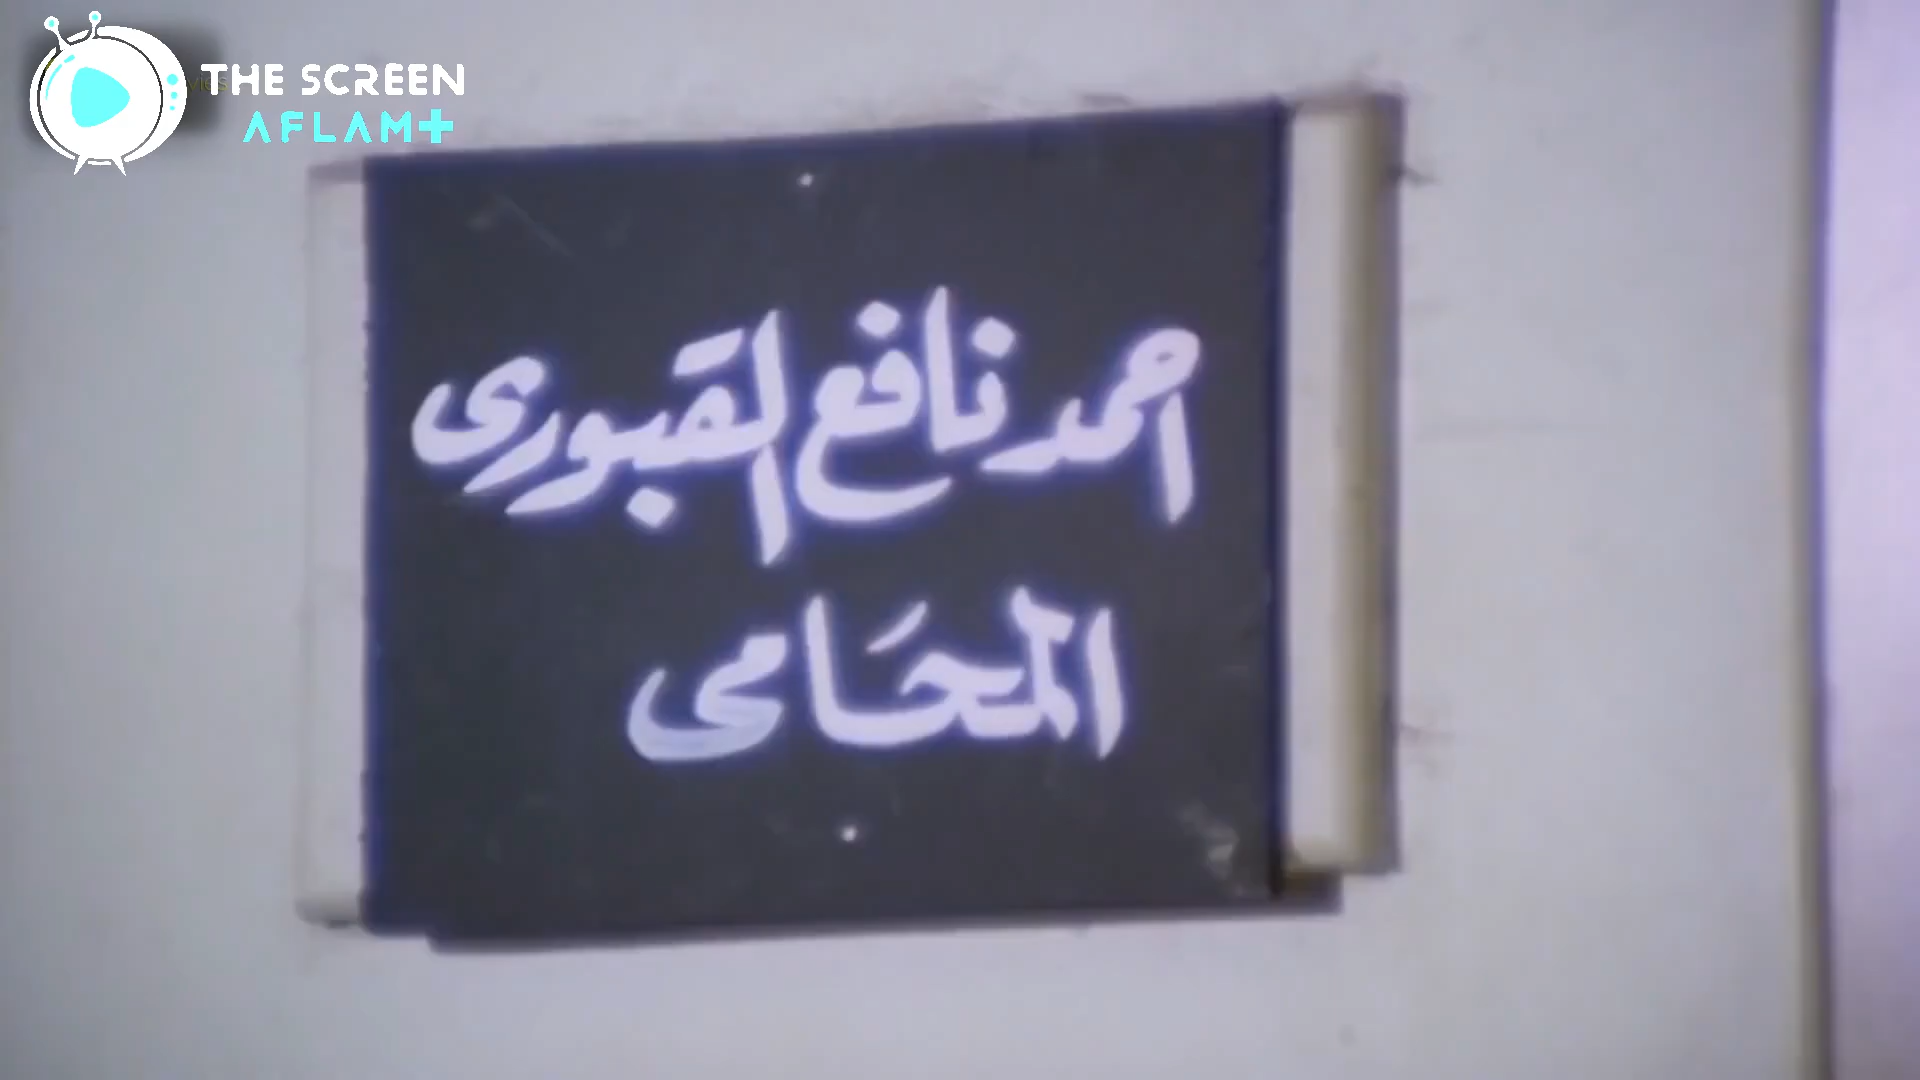 THE SCREEN
AFLAM+
احمد نافع القبورى
المحامى